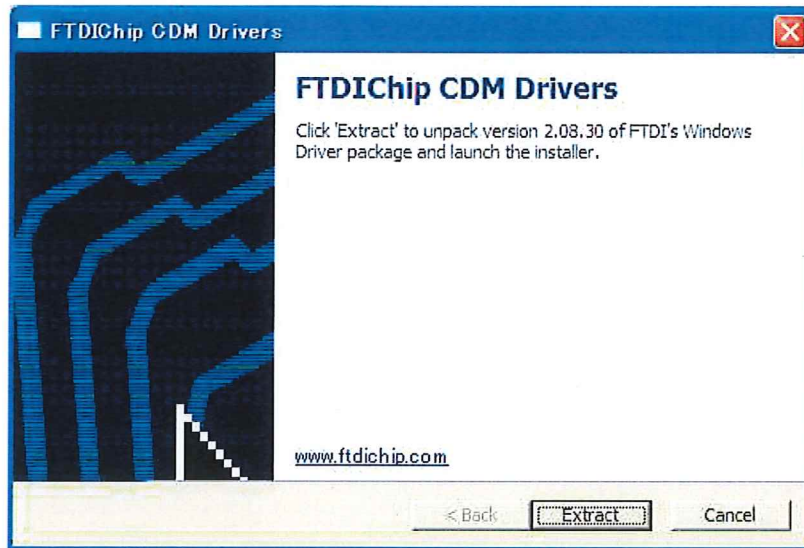 FTDIChip CDM Drivers
FTDIChip CDM Drivers
Click 'Extract' to unpack version 2.08.30 of FTDI's Windows
Driver package and launch the installer.
www.ftdichip.com
< Back
Extract
Cancel